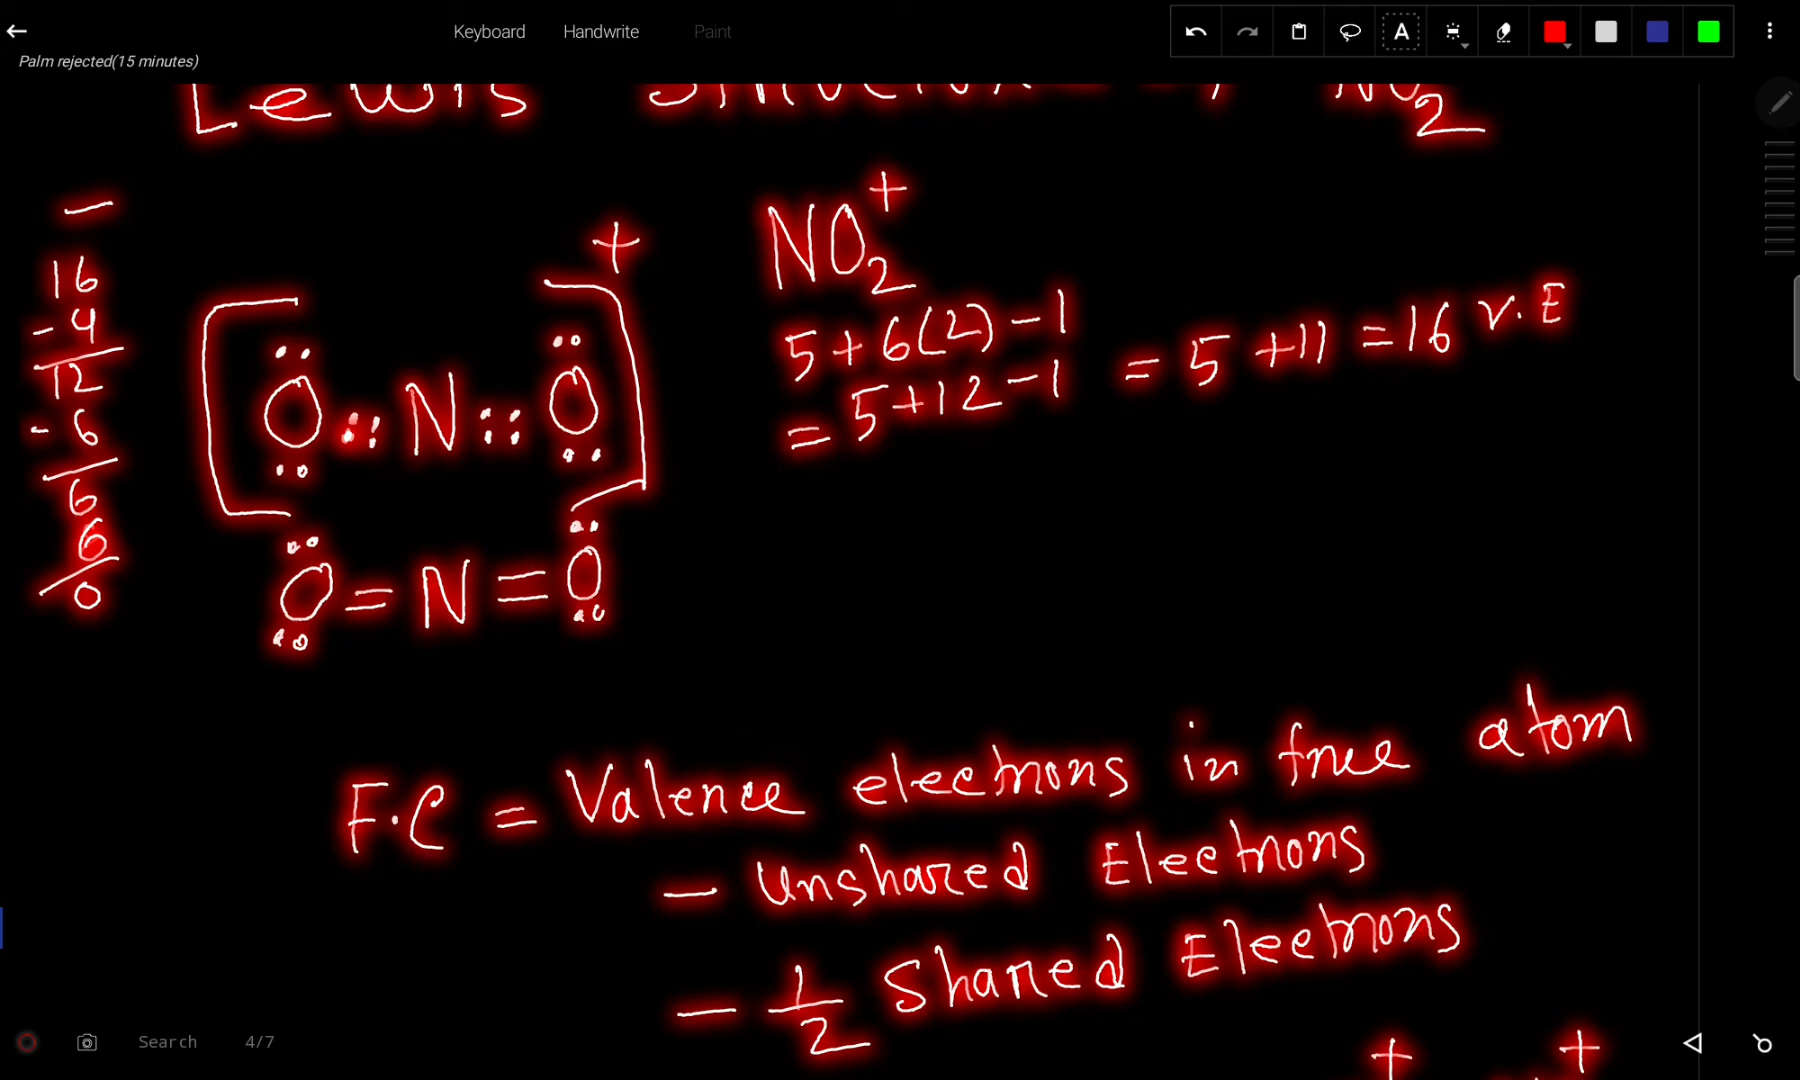 Keyboard Handwrite Paint
Palm rejected(15 minutes)
A
Lewis NO2
NO2+
5+6(2)-1
= 5+12-1 = 5+11 =16 V.E
—
16
-4
12
-6
6
6
0
[O::N::O]+
O=N=O
F.C = Valence electrons in free atom
— Unshared Electrons
— 1/2 Shared Electrons
+ +
Search 4/7